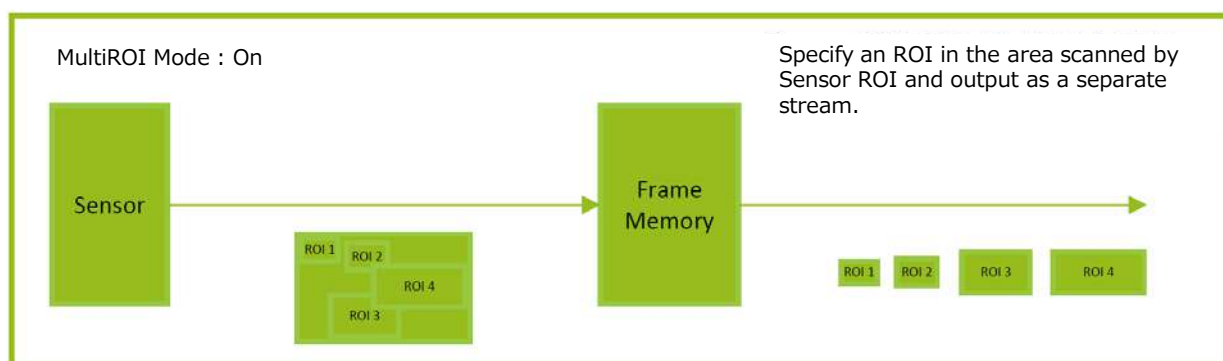 MultiROI Mode : On
Specify an ROI in the area scanned by
Sensor ROI and output as a separate
stream.
Sensor
Frame
Memory
ROI 1
ROI 2
ROI 4
ROI 3
ROI 1
ROI 2
ROI 3
ROI 4